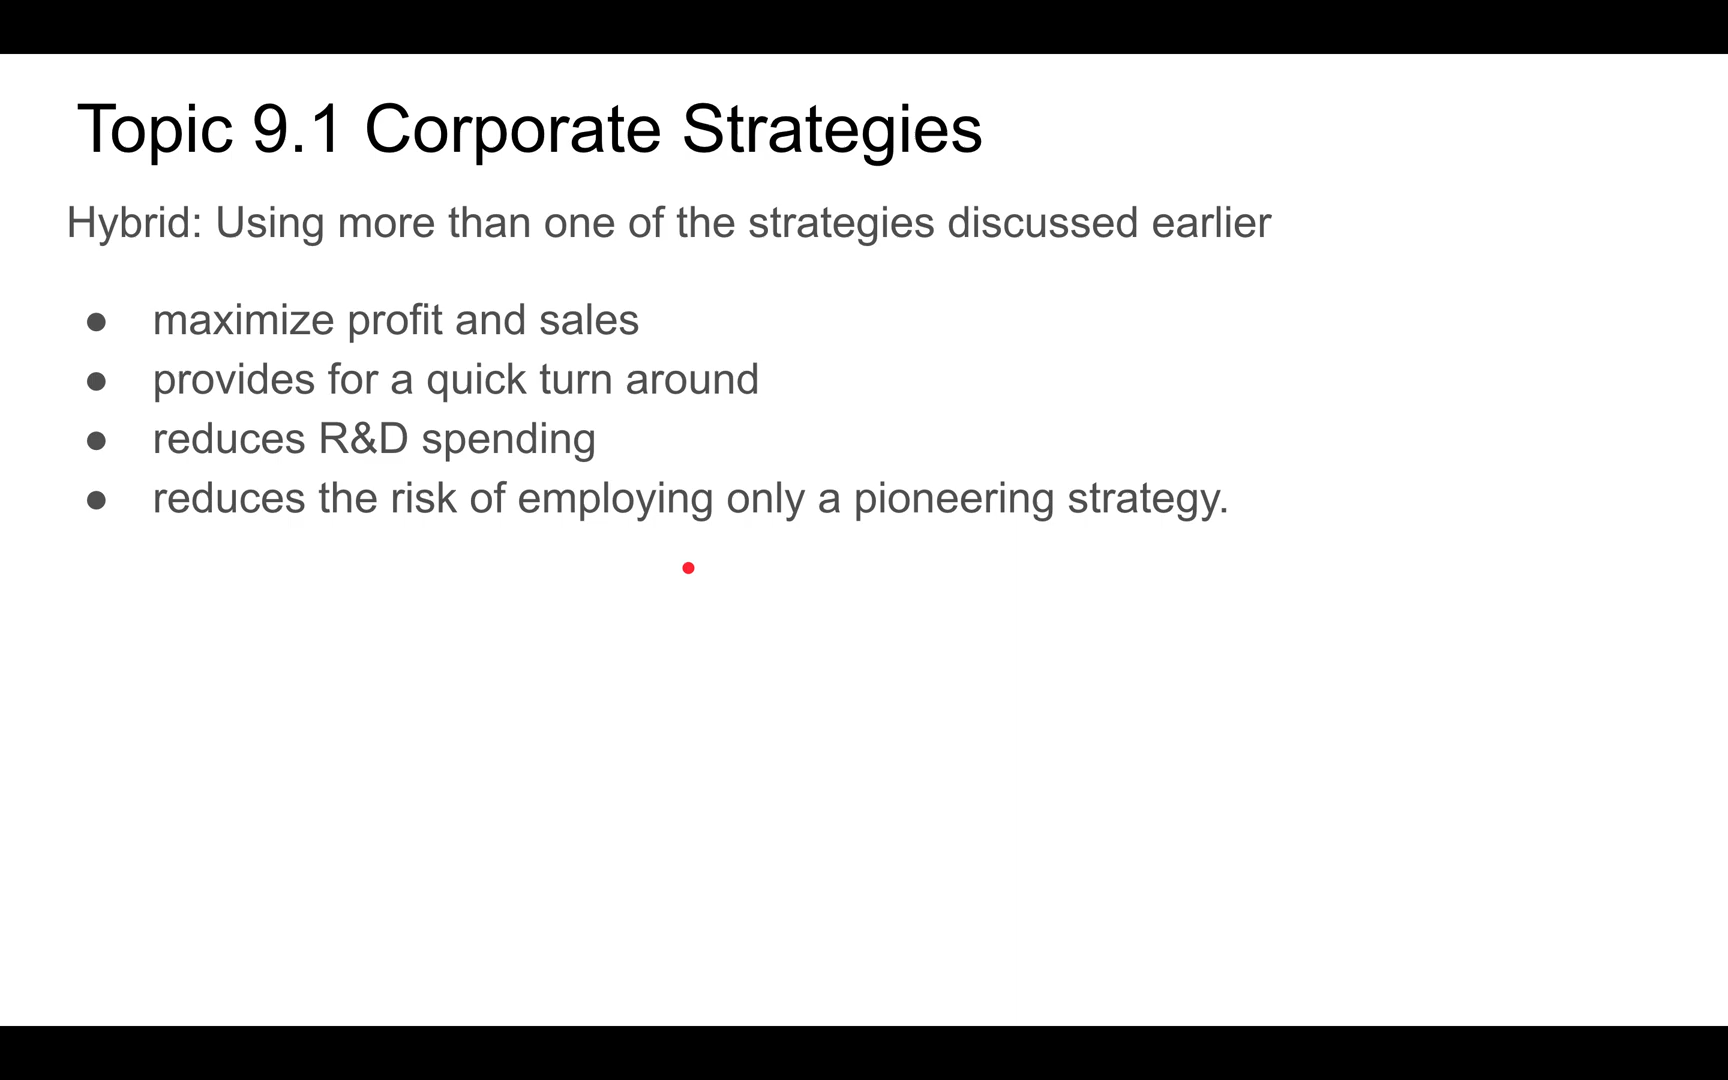 Topic 9.1 Corporate Strategies
Hybrid: Using more than one of the strategies discussed earlier
● maximize profit and sales
● provides for a quick turn around
● reduces R&D spending
● reduces the risk of employing only a pioneering strategy.